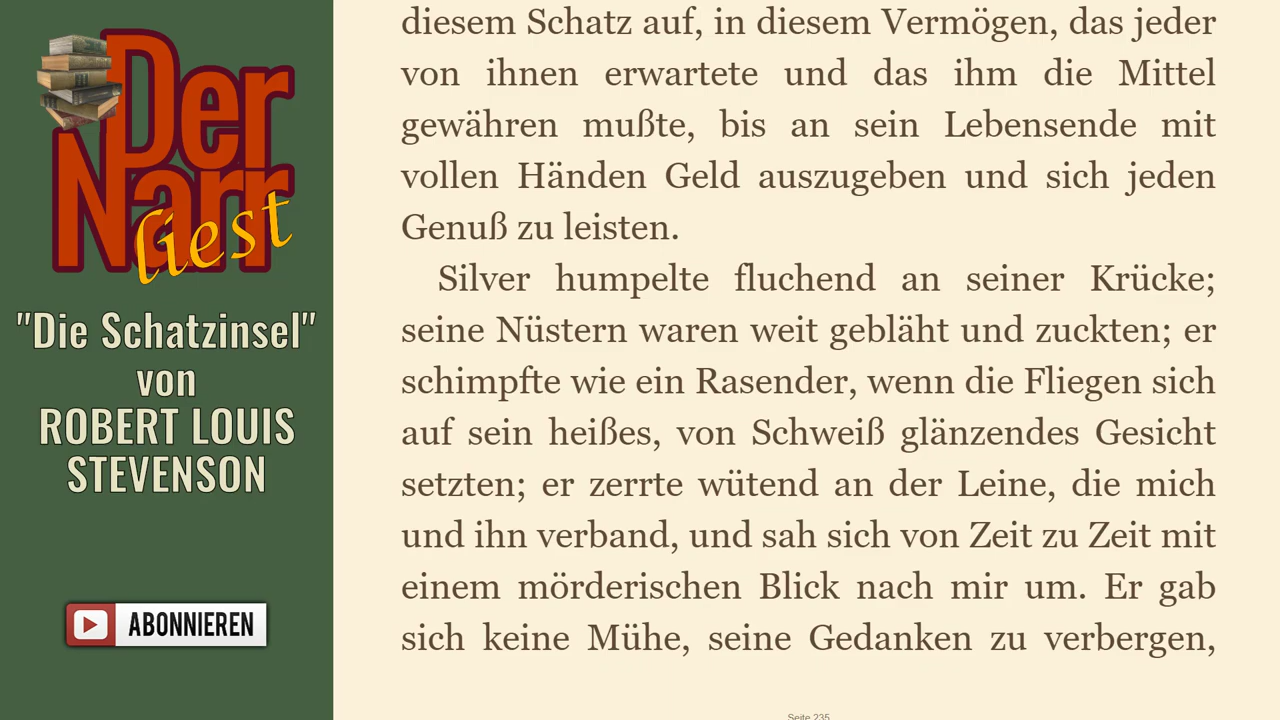 Der
Narr
liest
"Die Schatzinsel"
von
ROBERT LOUIS
STEVENSON
ABONNIEREN
diesem Schatz auf, in diesem Vermögen, das jeder
von ihnen erwartete und das ihm die Mittel
gewähren mußte, bis an sein Lebensende mit
vollen Händen Geld auszugeben und sich jeden
Genuß zu leisten.
Silver humpelte fluchend an seiner Krücke;
seine Nüstern waren weit gebläht und zuckten; er
schimpfte wie ein Rasender, wenn die Fliegen sich
auf sein heißes, von Schweiß glänzendes Gesicht
setzten; er zerrte wütend an der Leine, die mich
und ihn verband, und sah sich von Zeit zu Zeit mit
einem mörderischen Blick nach mir um. Er gab
sich keine Mühe, seine Gedanken zu verbergen,
Seite 235